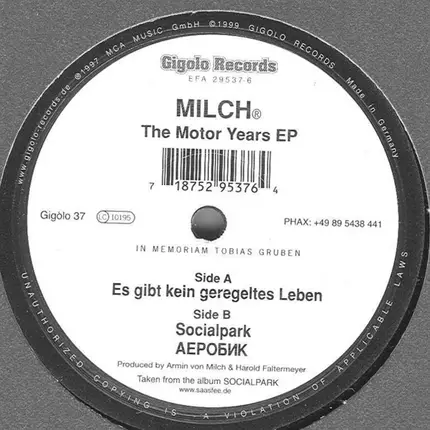 www.gigolo-records.de ℗1997 MCA MUSIC GmbH ©1999 GIGOLO RECORDS Made in Germany
Gigolo Records
EFA 29537-6
MILCH®
The Motor Years EP
7 18752 95376 4
Gigòlo 37
LC 10195
PHAX: +49 89 5438 441
IN MEMORIAM TOBIAS GRUBEN
Side A
Es gibt kein geregeltes Leben
Side B
Socialpark
АЕРОБИК
Produced by Armin von Milch & Harold Faltermeyer
Taken from the album SOCIALPARK
www.saasfee.de
UNAUTHORIZED COPYING IS A VIOLATION OF APPLICABLE LAWS